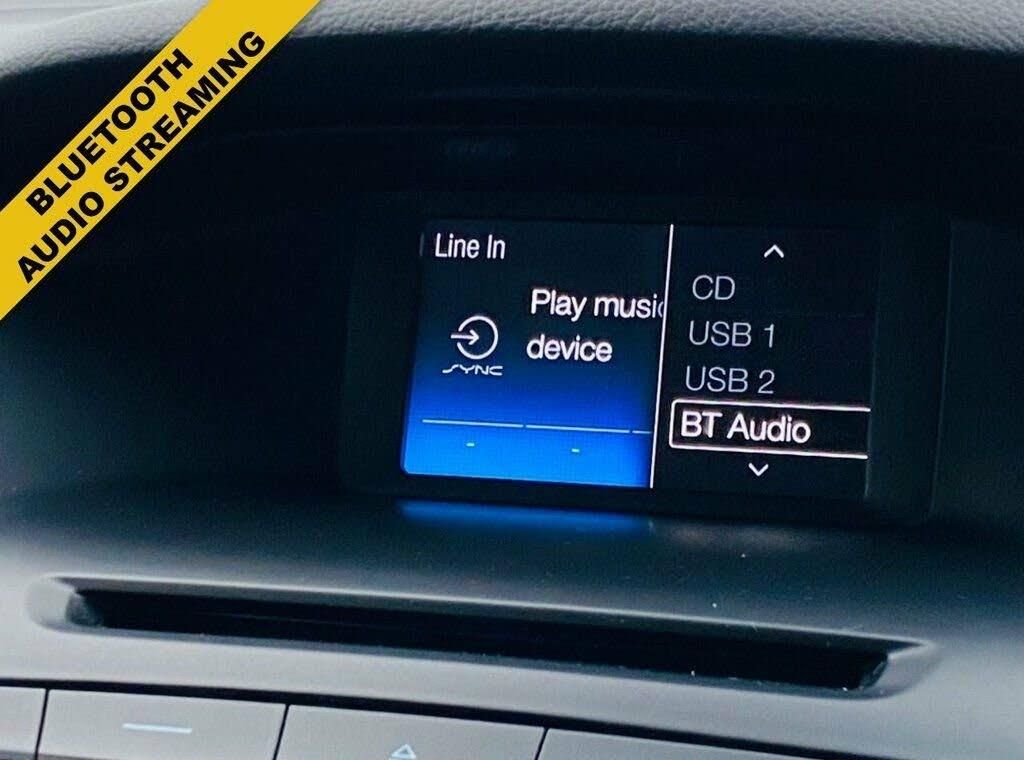 BLUETOOTH
AUDIO STREAMING
Line In
Play music
device
SYNC
CD
USB 1
USB 2
BT Audio